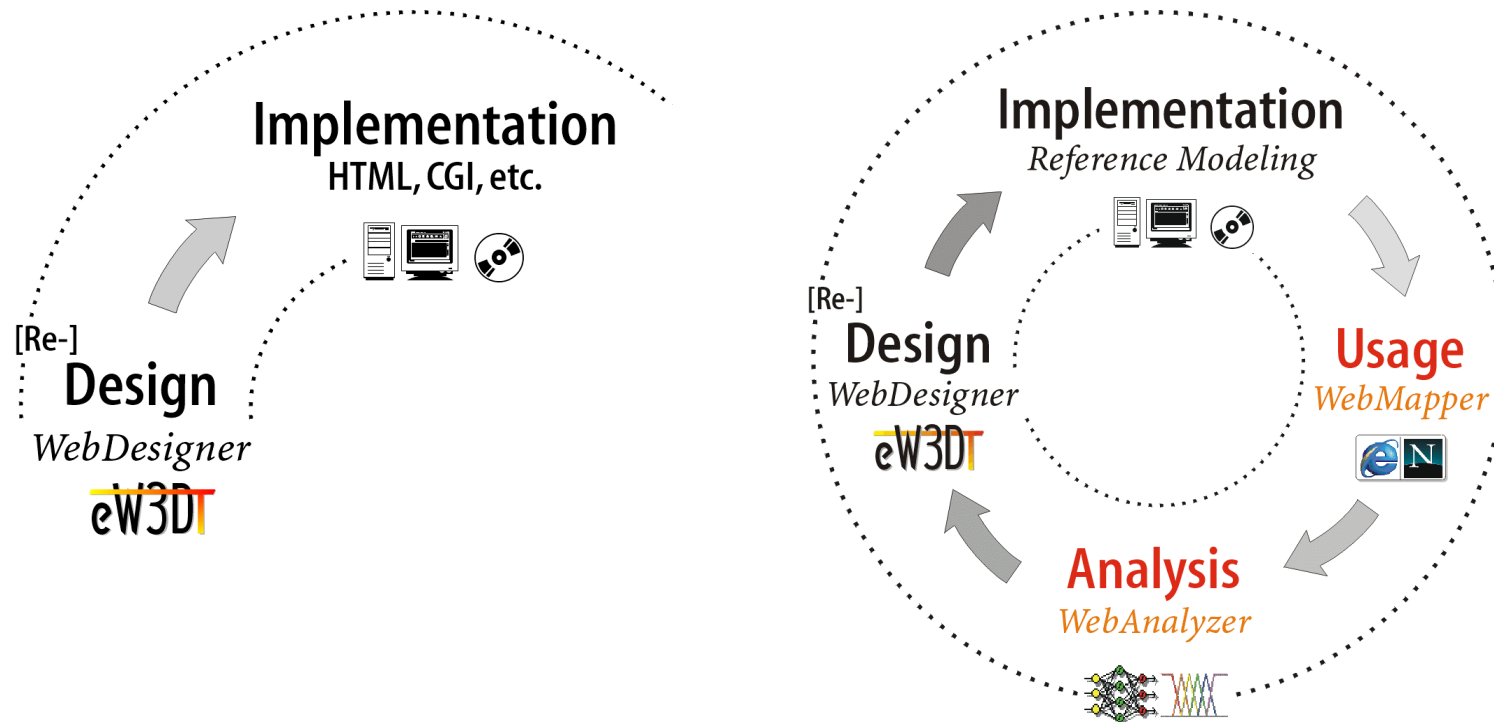 Implementation
HTML, CGI, etc.
[Re-]
Design
WebDesigner
eW3DT
Implementation
Reference Modeling
[Re-]
Design
WebDesigner
eW3DT
Usage
WebMapper
N
Analysis
WebAnalyzer